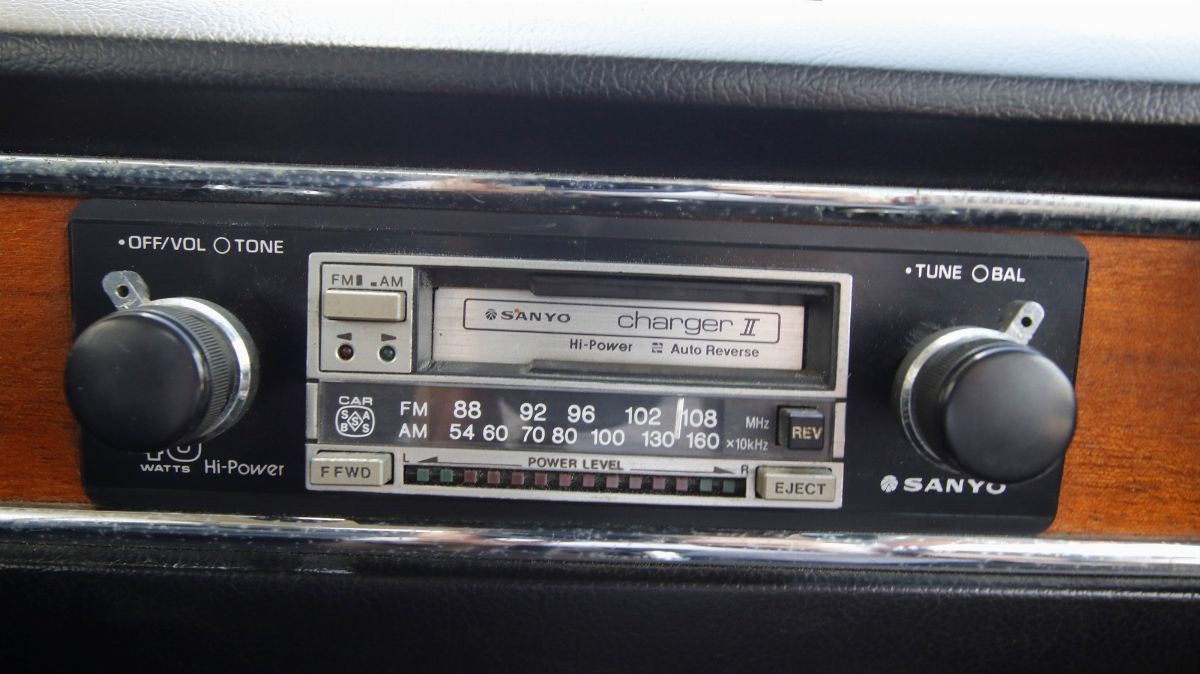 •OFF/VOL ○TONE
•TUNE ○BAL
FM AM
SANYO charger II
Hi-Power Auto Reverse
CAR
S S A B S
FM 88 92 96 102 108 MHz
AM 54 60 70 80 100 130 160 ×10kHz
REV
WATTS Hi-Power
FFWD
L POWER LEVEL R
EJECT
SANYO